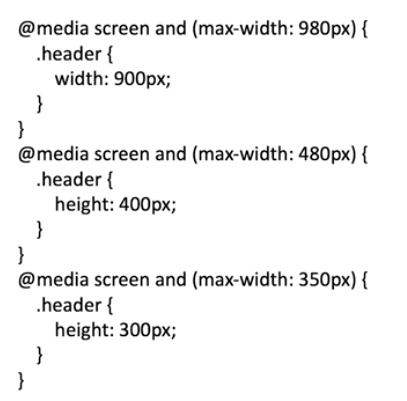 @media screen and (max-width: 980px) {
.header {
width: 900px;
}
}
@media screen and (max-width: 480px) {
.header {
height: 400px;
}
}
@media screen and (max-width: 350px) {
.header {
height: 300px;
}
}